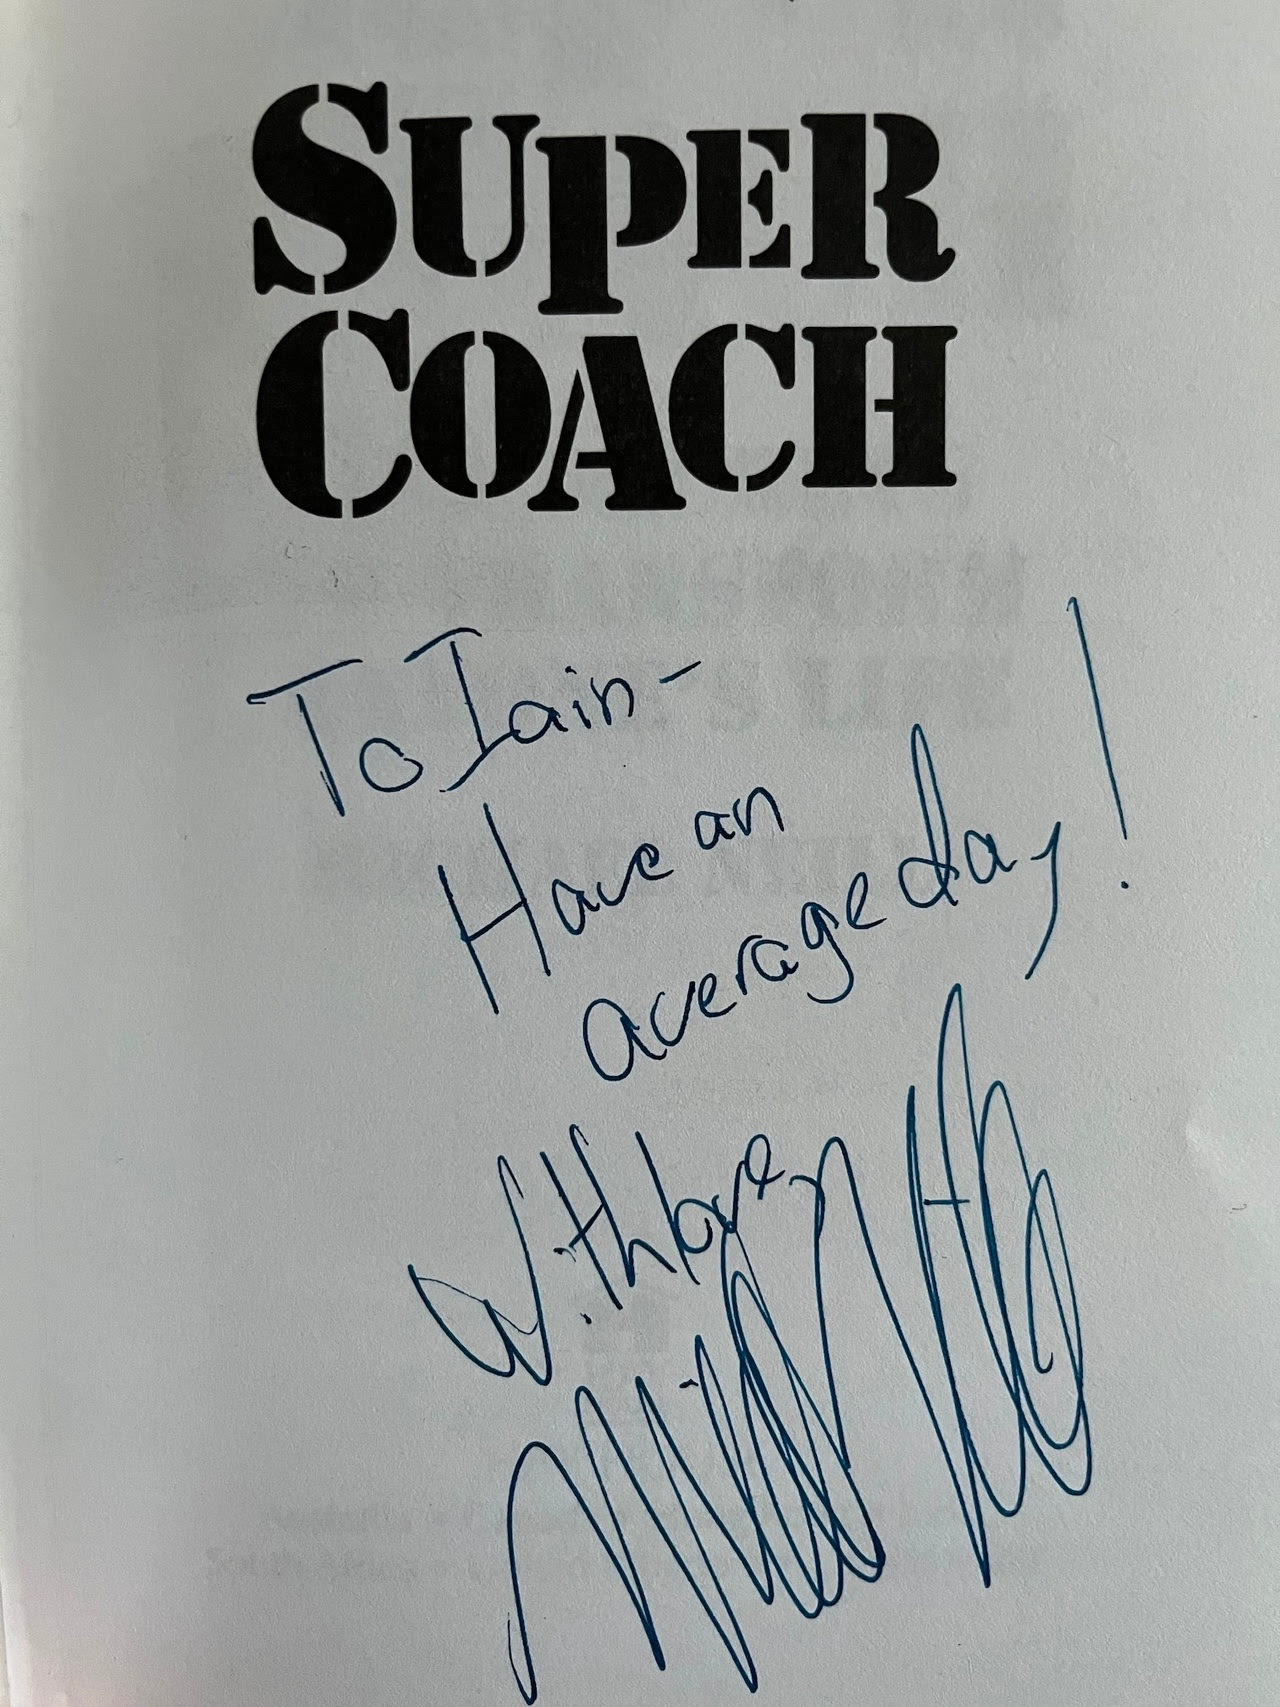 SUPER
COACH
To Iain-
Have an
average day!
With love,